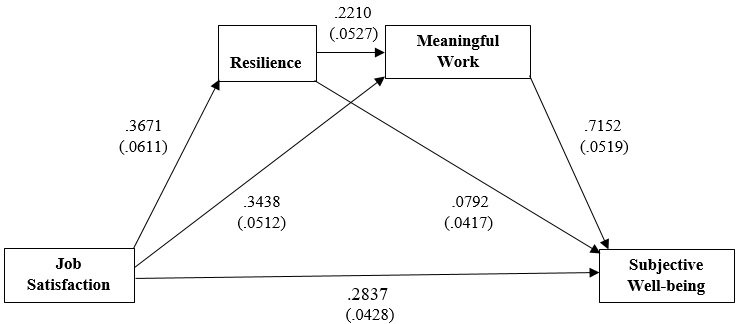 .2210
(.0527)
Meaningful
Work
Resilience
.3671
(.0611)
.7152
(.0519)
.3438
(.0512)
.0792
(.0417)
Job
Satisfaction
Subjective
Well-being
.2837
(.0428)